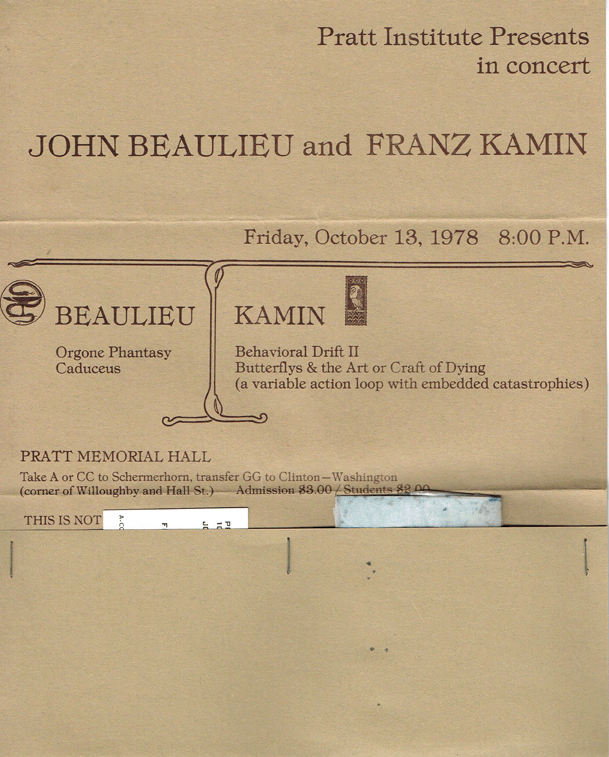 Pratt Institute Presents
in concert
JOHN BEAULIEU and FRANZ KAMIN
Friday, October 13, 1978 8:00 P.M.
BEAULIEU
Orgone Phantasy
Caduceus
KAMIN
Behavioral Drift II
Butterflys & the Art or Craft of Dying
(a variable action loop with embedded catastrophies)
PRATT MEMORIAL HALL
Take A or CC to Schermerhorn, transfer GG to Clinton—Washington
(corner of Willoughby and Hall St.) Admission $3.00 / Students $2.00
THIS IS NOT